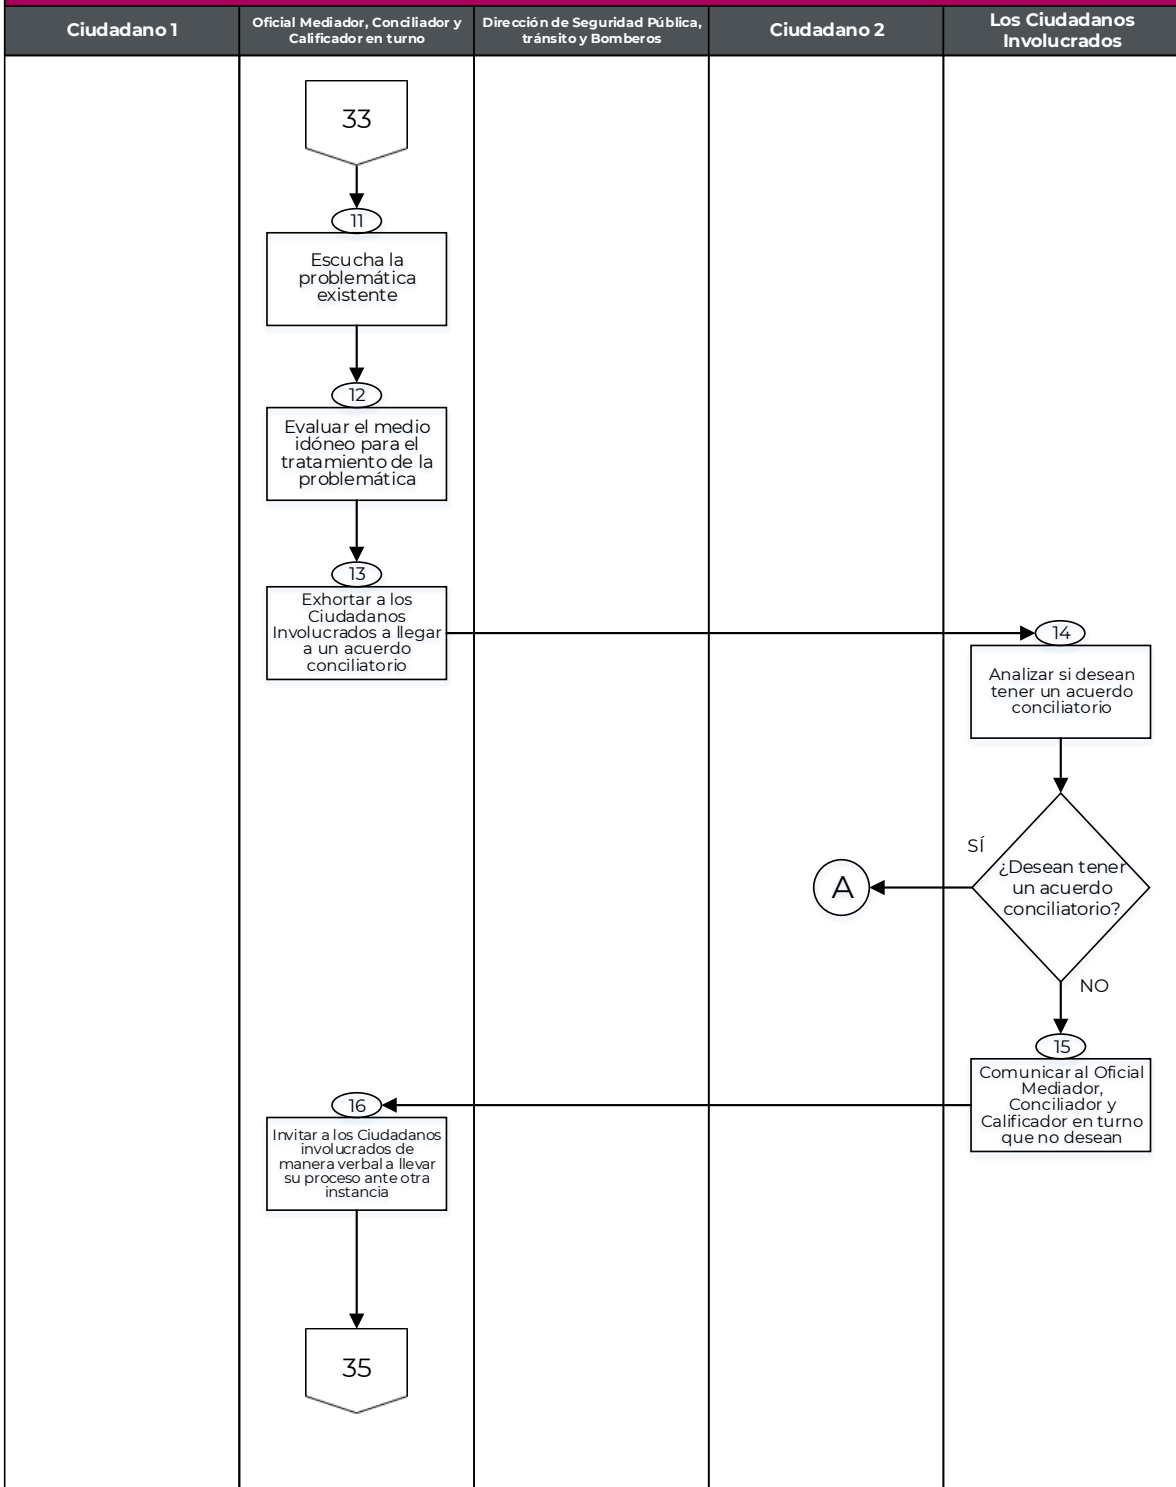 Ciudadano 1
Oficial Mediador, Conciliador y
Calificador en turno
Dirección de Seguridad Pública,
tránsito y Bomberos
Ciudadano 2
Los Ciudadanos
Involucrados
33
11
Escucha la
problemática
existente
12
Evaluar el medio
idóneo para el
tratamiento de la
problemática
13
Exhortar a los
Ciudadanos
Involucrados a llegar
a un acuerdo
conciliatorio
14
Analizar si desean
tener un acuerdo
conciliatorio
SÍ
¿Desean tener
un acuerdo
conciliatorio?
A
NO
15
Comunicar al Oficial
Mediador,
Conciliador y
Calificador en turno
que no desean
16
Invitar a los Ciudadanos
involucrados de
manera verbal a llevar
su proceso ante otra
instancia
35